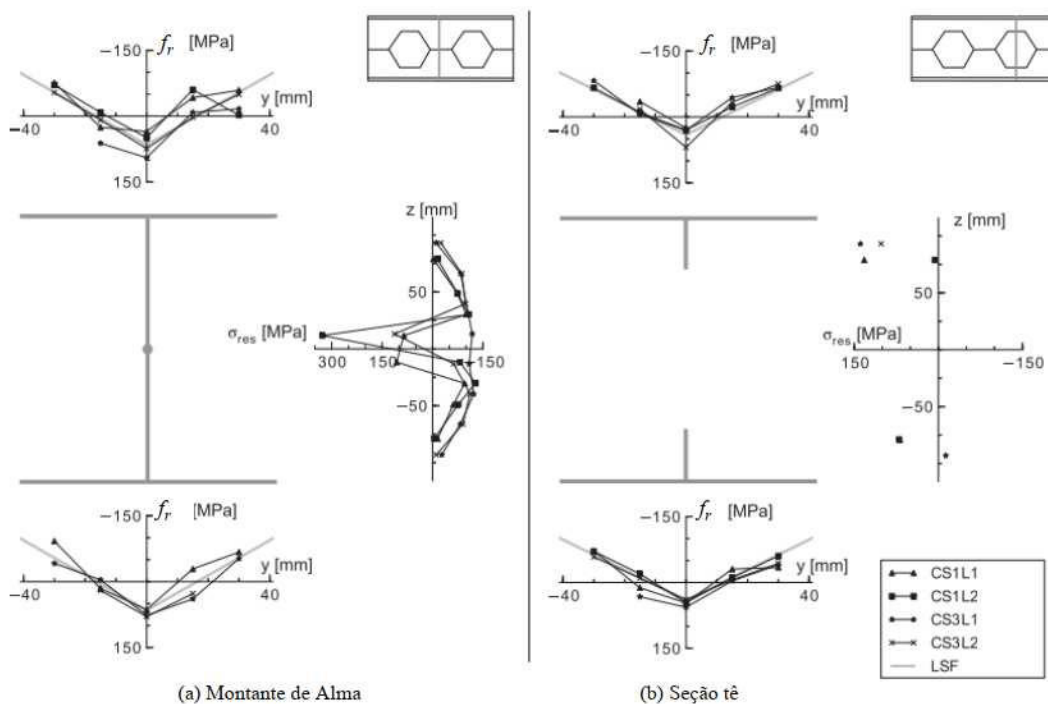 −150
f_r [MPa]
y [mm]
−40
40
150
z [mm]
50
σ_res [MPa]
300
150
−150
−50
−150
f_r [MPa]
y [mm]
−40
40
150
(a) Montante de Alma
−150
f_r [MPa]
y [mm]
−40
40
150
z [mm]
50
σ_res
[MPa]
150
−150
−50
−150
f_r [MPa]
y [mm]
−40
40
150
CS1L1
CS1L2
CS3L1
CS3L2
LSF
(b) Seção tê